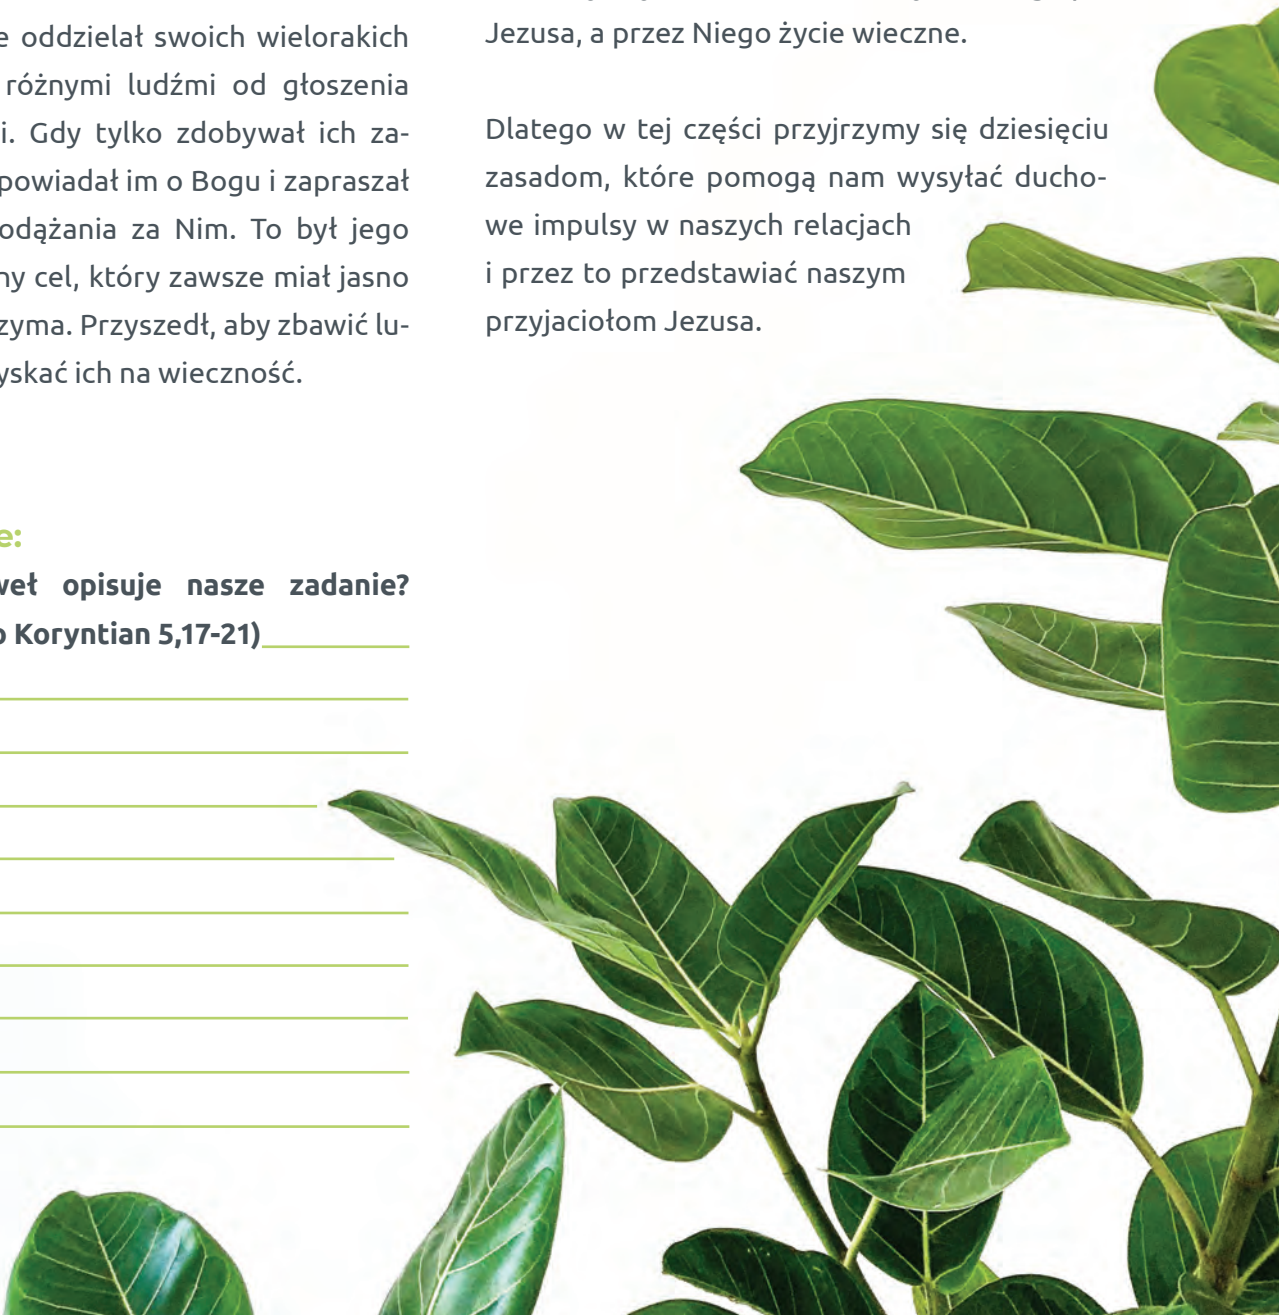 e oddzielał swoich wielorakich
różnymi ludźmi od głoszenia
i. Gdy tylko zdobywał ich za-
powiadał im o Bogu i zapraszał
odążania za Nim. To był jego
ny cel, który zawsze miał jasno
zyma. Przyszedł, aby zbawić lu-
yskać ich na wieczność.
e:
weł opisuje nasze zadanie?
o Koryntian 5,17-21)
Jezusa, a przez Niego życie wieczne.
Dlatego w tej części przyjrzymy się dziesięciu
zasadom, które pomogą nam wysyłać ducho-
we impulsy w naszych relacjach
i przez to przedstawiać naszym
przyjaciołom Jezusa.